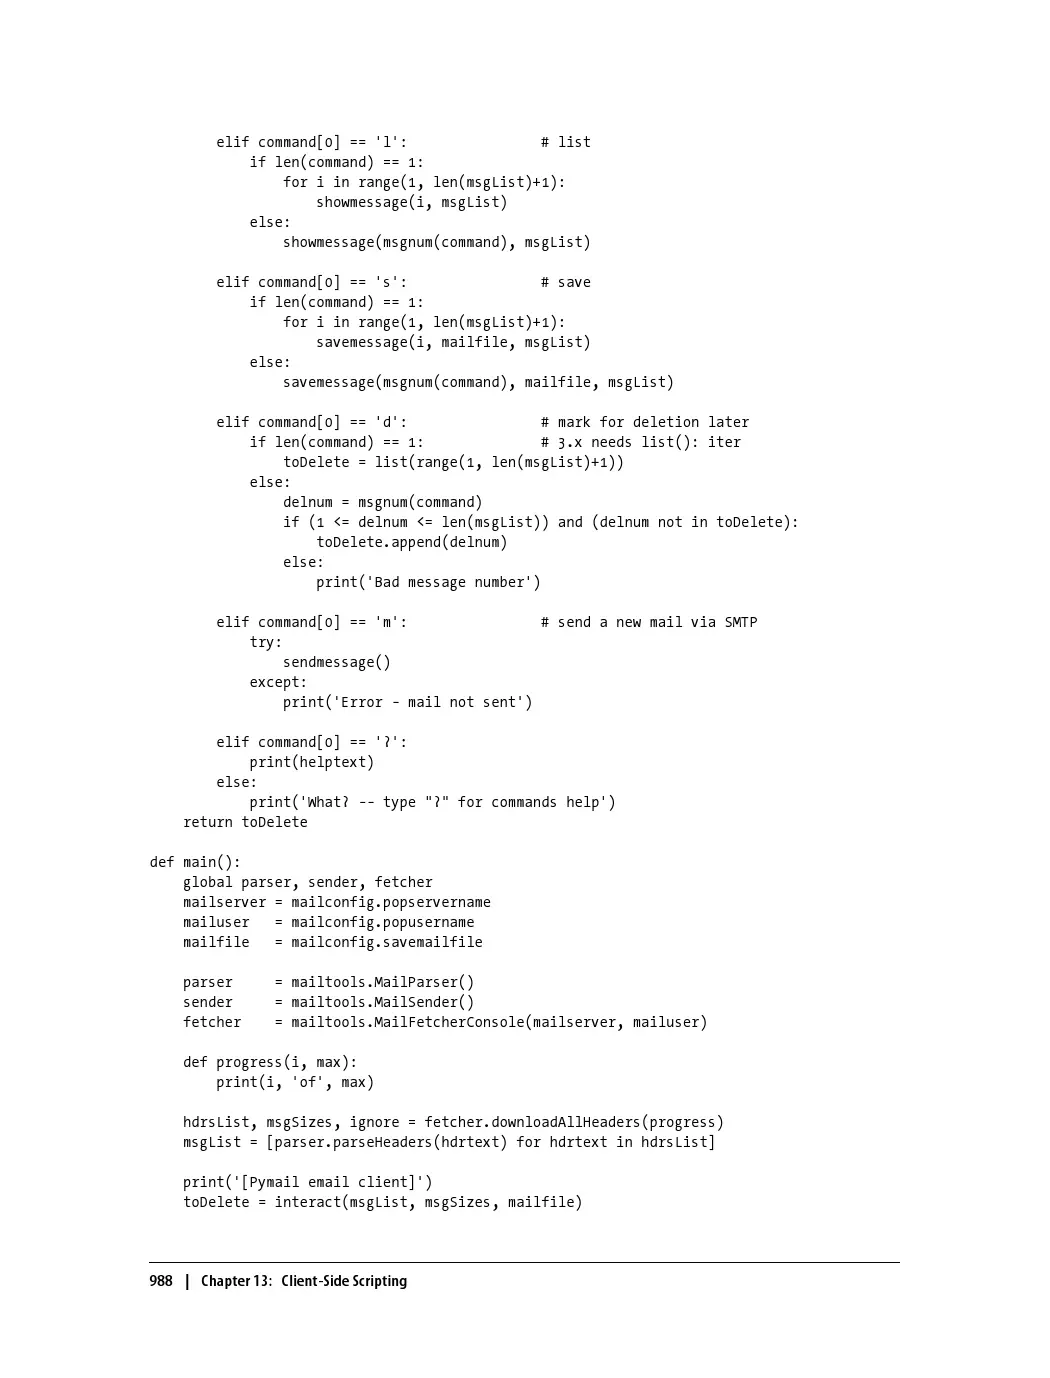 elif command[0] == 'l':                # list
            if len(command) == 1:
                for i in range(1, len(msgList)+1):
                    showmessage(i, msgList)
            else:
                showmessage(msgnum(command), msgList)

        elif command[0] == 's':                # save
            if len(command) == 1:
                for i in range(1, len(msgList)+1):
                    savemessage(i, mailfile, msgList)
            else:
                savemessage(msgnum(command), mailfile, msgList)

        elif command[0] == 'd':                # mark for deletion later
            if len(command) == 1:              # 3.x needs list(): iter
                toDelete = list(range(1, len(msgList)+1))
            else:
                delnum = msgnum(command)
                if (1 <= delnum <= len(msgList)) and (delnum not in toDelete):
                    toDelete.append(delnum)
                else:
                    print('Bad message number')

        elif command[0] == 'm':                # send a new mail via SMTP
            try:
                sendmessage()
            except:
                print('Error - mail not sent')

        elif command[0] == '?':
            print(helptext)
        else:
            print('What? -- type "?" for commands help')
    return toDelete

def main():
    global parser, sender, fetcher
    mailserver = mailconfig.popservername
    mailuser   = mailconfig.popusername
    mailfile   = mailconfig.savemailfile

    parser     = mailtools.MailParser()
    sender     = mailtools.MailSender()
    fetcher    = mailtools.MailFetcherConsole(mailserver, mailuser)

    def progress(i, max):
        print(i, 'of', max)

    hdrsList, msgSizes, ignore = fetcher.downloadAllHeaders(progress)
    msgList = [parser.parseHeaders(hdrtext) for hdrtext in hdrsList]

    print('[Pymail email client]')
    toDelete = interact(msgList, msgSizes, mailfile)

988 | Chapter 13: Client-Side Scripting